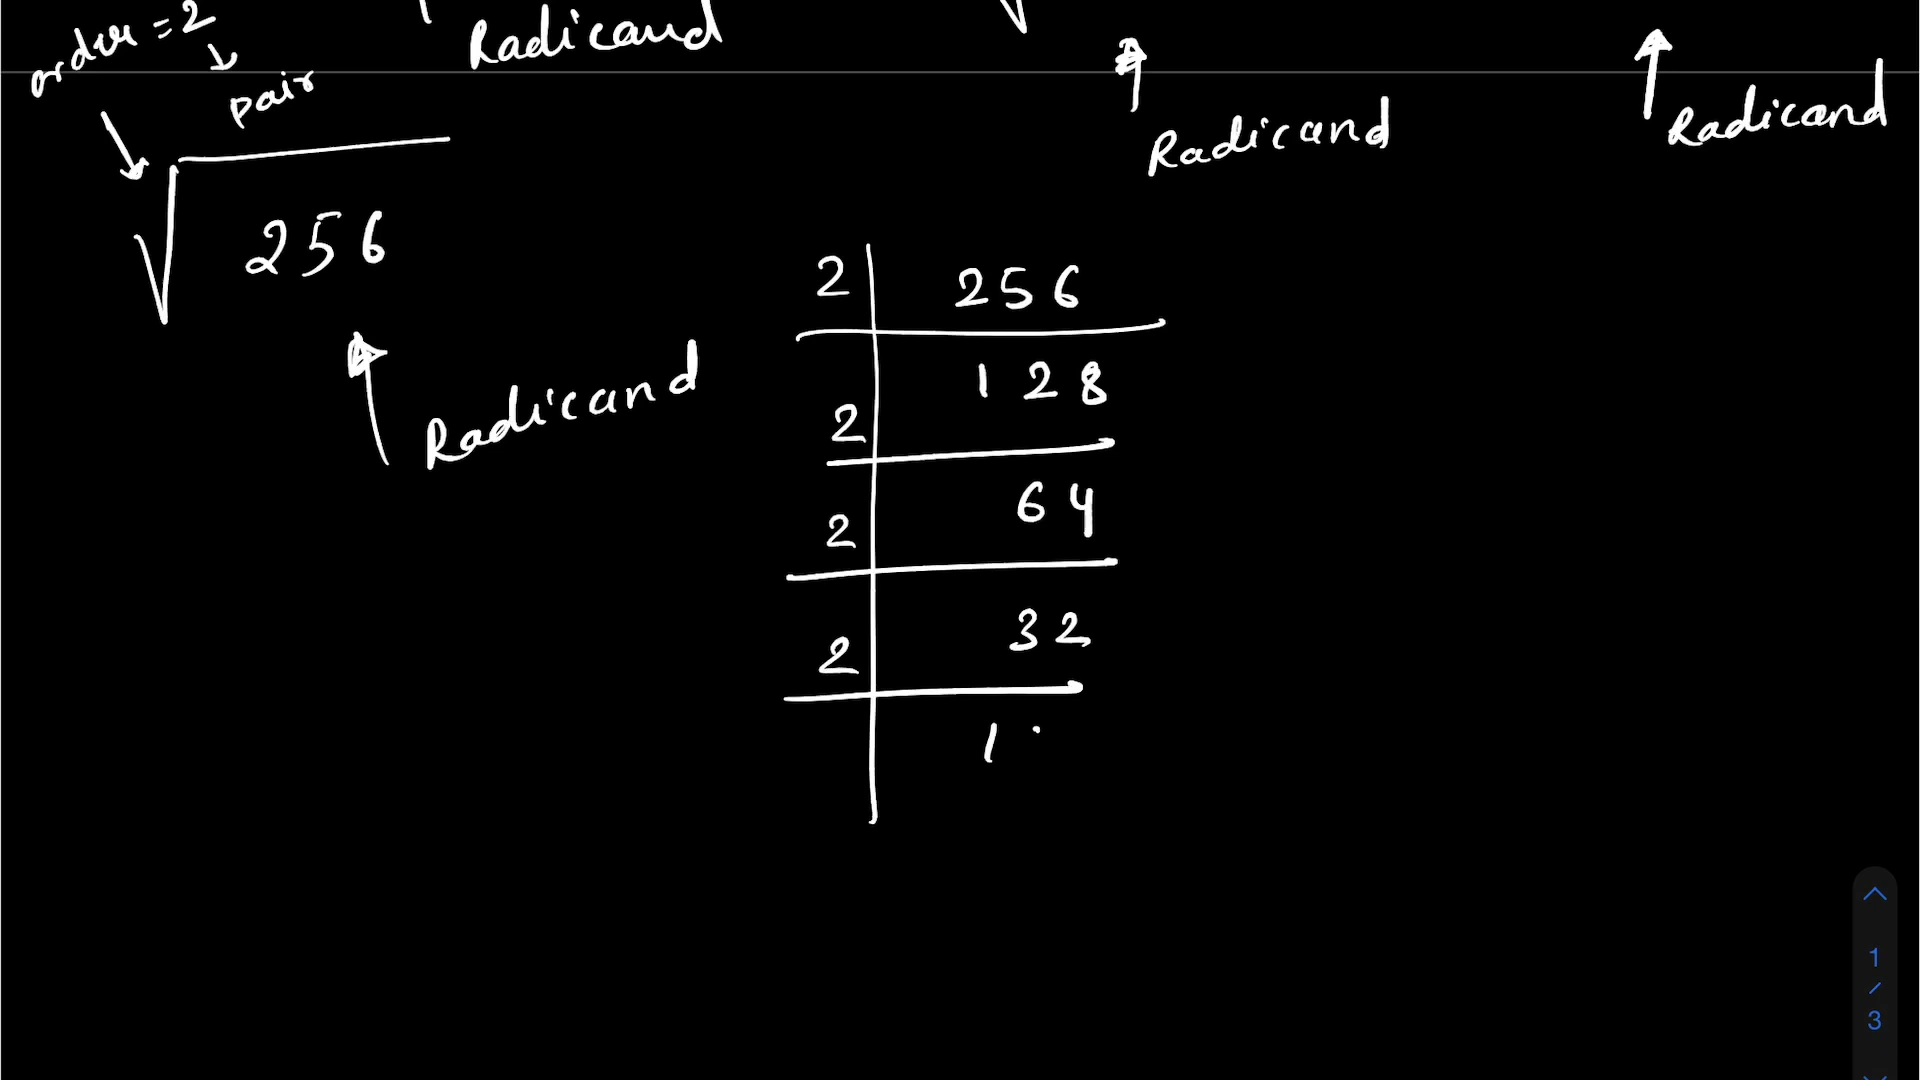 order = 2
pair
Radicand
Radicand
Radicand
√256
Radicand
2 | 256
2 | 128
2 | 64
2 | 32
1
1
/
3